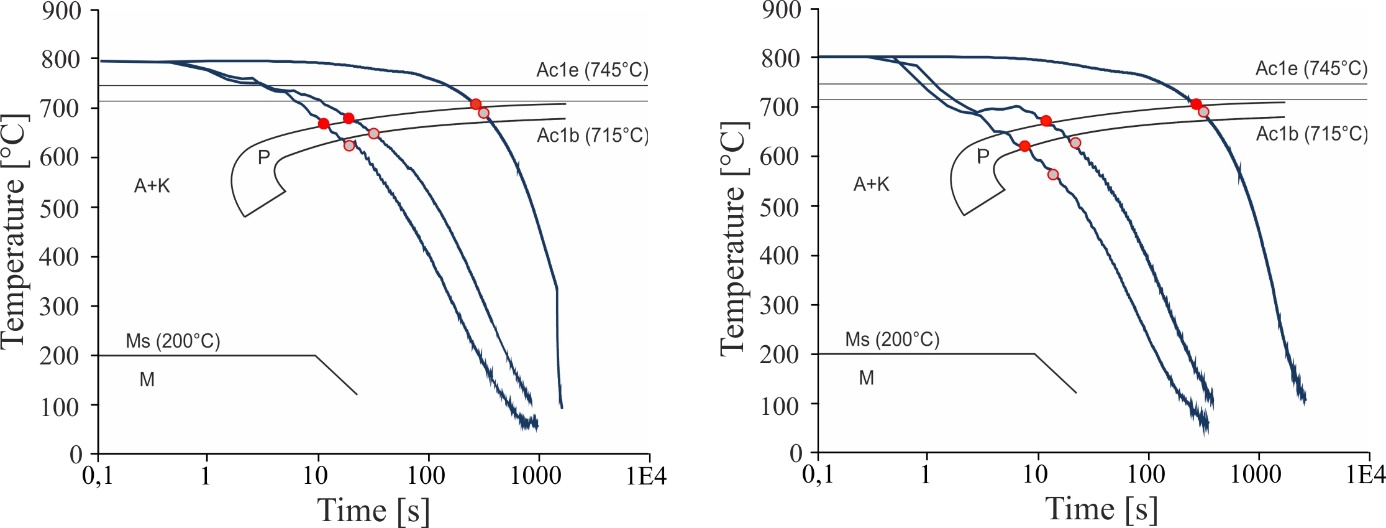 900
800
700
600
500
400
300
200
100
0
Temperature [°C]
Ac1e (745°C)
Ac1b (715°C)
P
A+K
Ms (200°C)
M
0,1
1
10
100
1000
1E4
Time [s]
900
800
700
600
500
400
300
200
100
0
Temperature [°C]
Ac1e (745°C)
Ac1b (715°C)
P
A+K
Ms (200°C)
M
0,1
1
10
100
1000
1E4
Time [s]